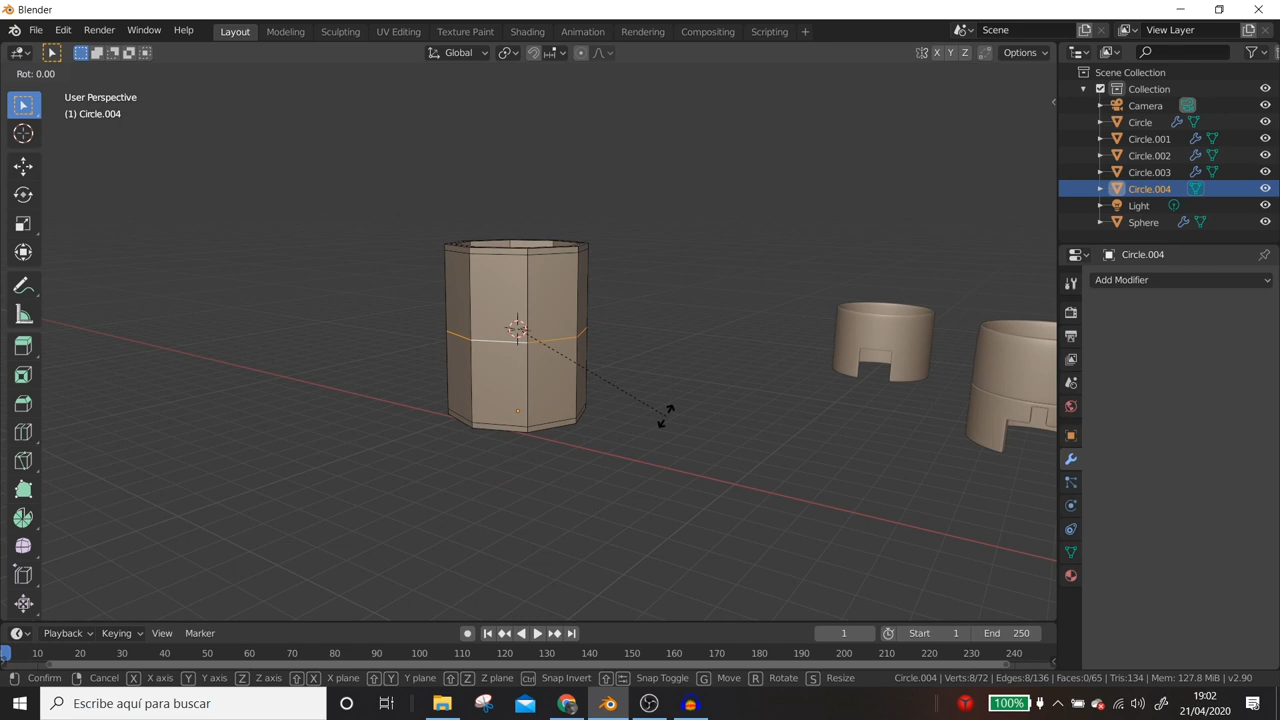 Blender
File Edit Render Window Help
Layout Modeling Sculpting UV Editing Texture Paint Shading Animation Rendering Compositing Scripting
Scene
View Layer
Global
X Y Z
Options
Rot: 0.00
User Perspective
(1) Circle.004
Scene Collection
Collection
Camera
Circle
Circle.001
Circle.002
Circle.003
Circle.004
Light
Sphere
Circle.004
Add Modifier
Playback Keying View Marker
1
Start 1
End 250
10 20 30 40 50 60 70 80 90 100 110 120 130 140 150 160 170 180 190 200 210 220 230 240
Confirm Cancel X X axis Y Y axis Z Z axis X X plane Y Y plane Z Z plane Ctrl Snap Invert Snap Toggle G Move R Rotate S Resize
Circle.004 | Verts:8/72 | Edges:8/136 | Faces:0/65 | Tris:134 | Mem: 127.8 MiB | v2.90
Escribe aquí para buscar
100%
19:02
21/04/2020